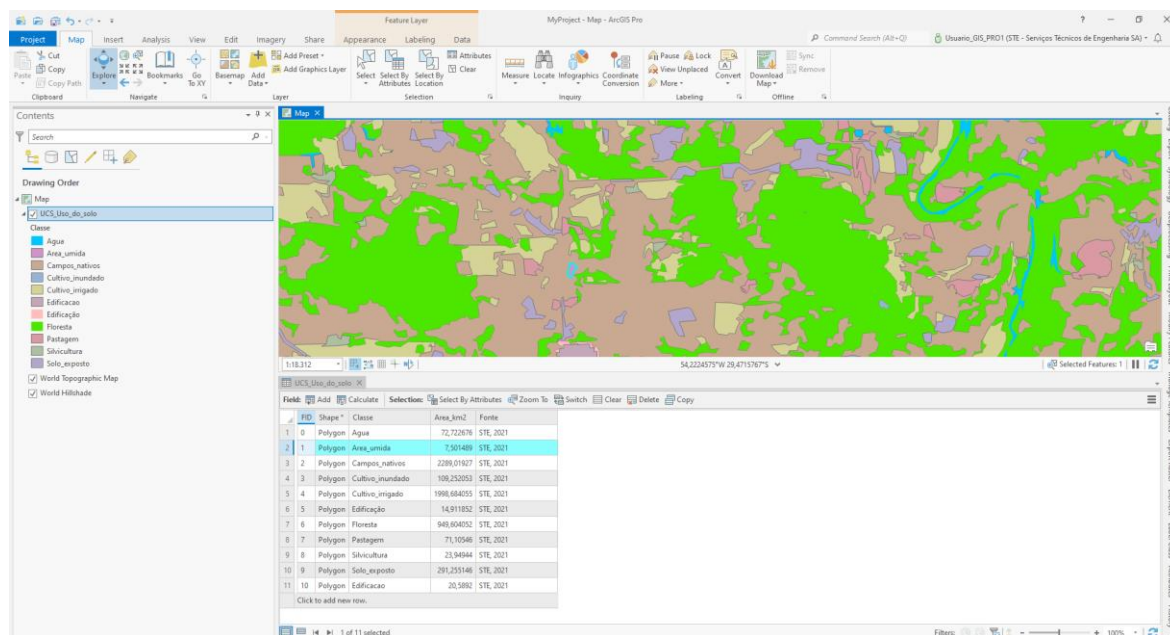 Feature Layer
MyProject - Map - ArcGIS Pro
Project Map Insert Analysis View Edit Imagery Share Appearance Labeling Data
Command Search (Alt+Q)
Usuario_GIS_PRO1 (STE - Serviços Técnicos de Engenharia SA)
Paste
Cut
Copy
Copy Path
Clipboard
Explore
Bookmarks
Go To XY
Navigate
Basemap
Add Data
Add Preset
Add Graphics Layer
Layer
Select
Select By Attributes
Select By Location
Attributes
Clear
Selection
Measure
Locate
Infographics
Coordinate Conversion
Inquiry
Pause
Lock
View Unplaced
More
Convert
Labeling
Download Map
Sync
Remove
Offline
Contents
Search
Drawing Order
Map
UCS_Uso_do_solo
Classe
Agua
Area_umida
Campos_nativos
Cultivo_inundado
Cultivo_irrigado
Edificacao
Edificação
Floresta
Pastagem
Silvicultura
Solo_exposto
World Topographic Map
World Hillshade
Map
1:18.312
54,2224573°W 29,4715767°S
Selected Features: 1
UCS_Uso_do_solo
Field: Add Calculate Selection: Select By Attributes Zoom To Switch Clear Delete Copy
FID Shape * Classe Area_km2 Fonte
1 0 Polygon Agua 72,722676 STE, 2021
2 1 Polygon Area_umida 7,501489 STE, 2021
3 2 Polygon Campos_nativos 2289,01927 STE, 2021
4 3 Polygon Cultivo_inundado 109,252053 STE, 2021
5 4 Polygon Cultivo_irrigado 1998,684055 STE, 2021
6 5 Polygon Edificação 14,911852 STE, 2021
7 6 Polygon Floresta 949,604052 STE, 2021
8 7 Polygon Pastagem 71,10546 STE, 2021
9 8 Polygon Silvicultura 23,94944 STE, 2021
10 9 Polygon Solo_exposto 291,255146 STE, 2021
11 10 Polygon Edificacao 20,5892 STE, 2021
Click to add new row.
1 of 11 selected
Filters:
100%